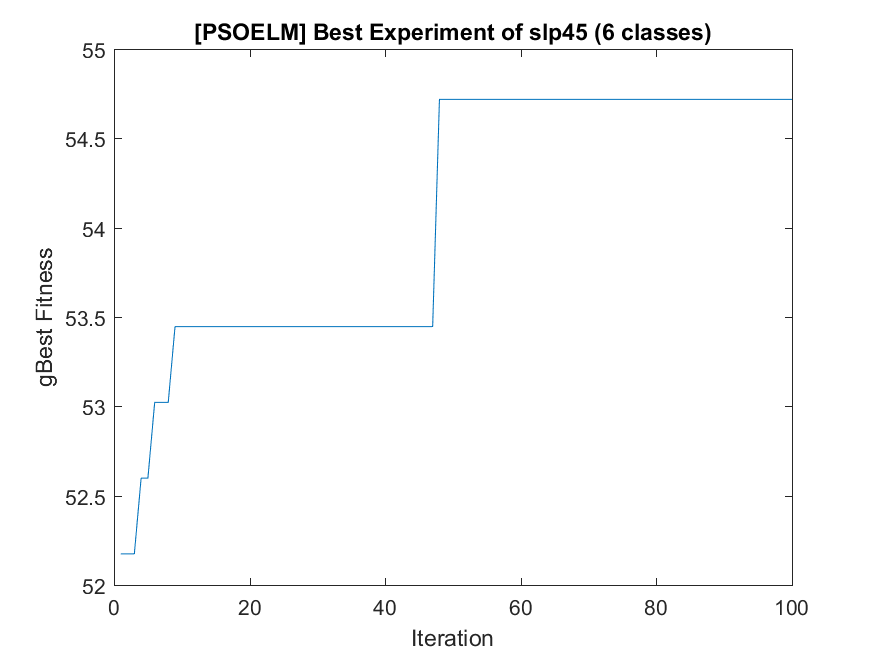 [PSOELM] Best Experiment of slp45 (6 classes)
55
54.5
54
53.5
53
52.5
52
gBest Fitness
0 20 40 60 80 100
Iteration